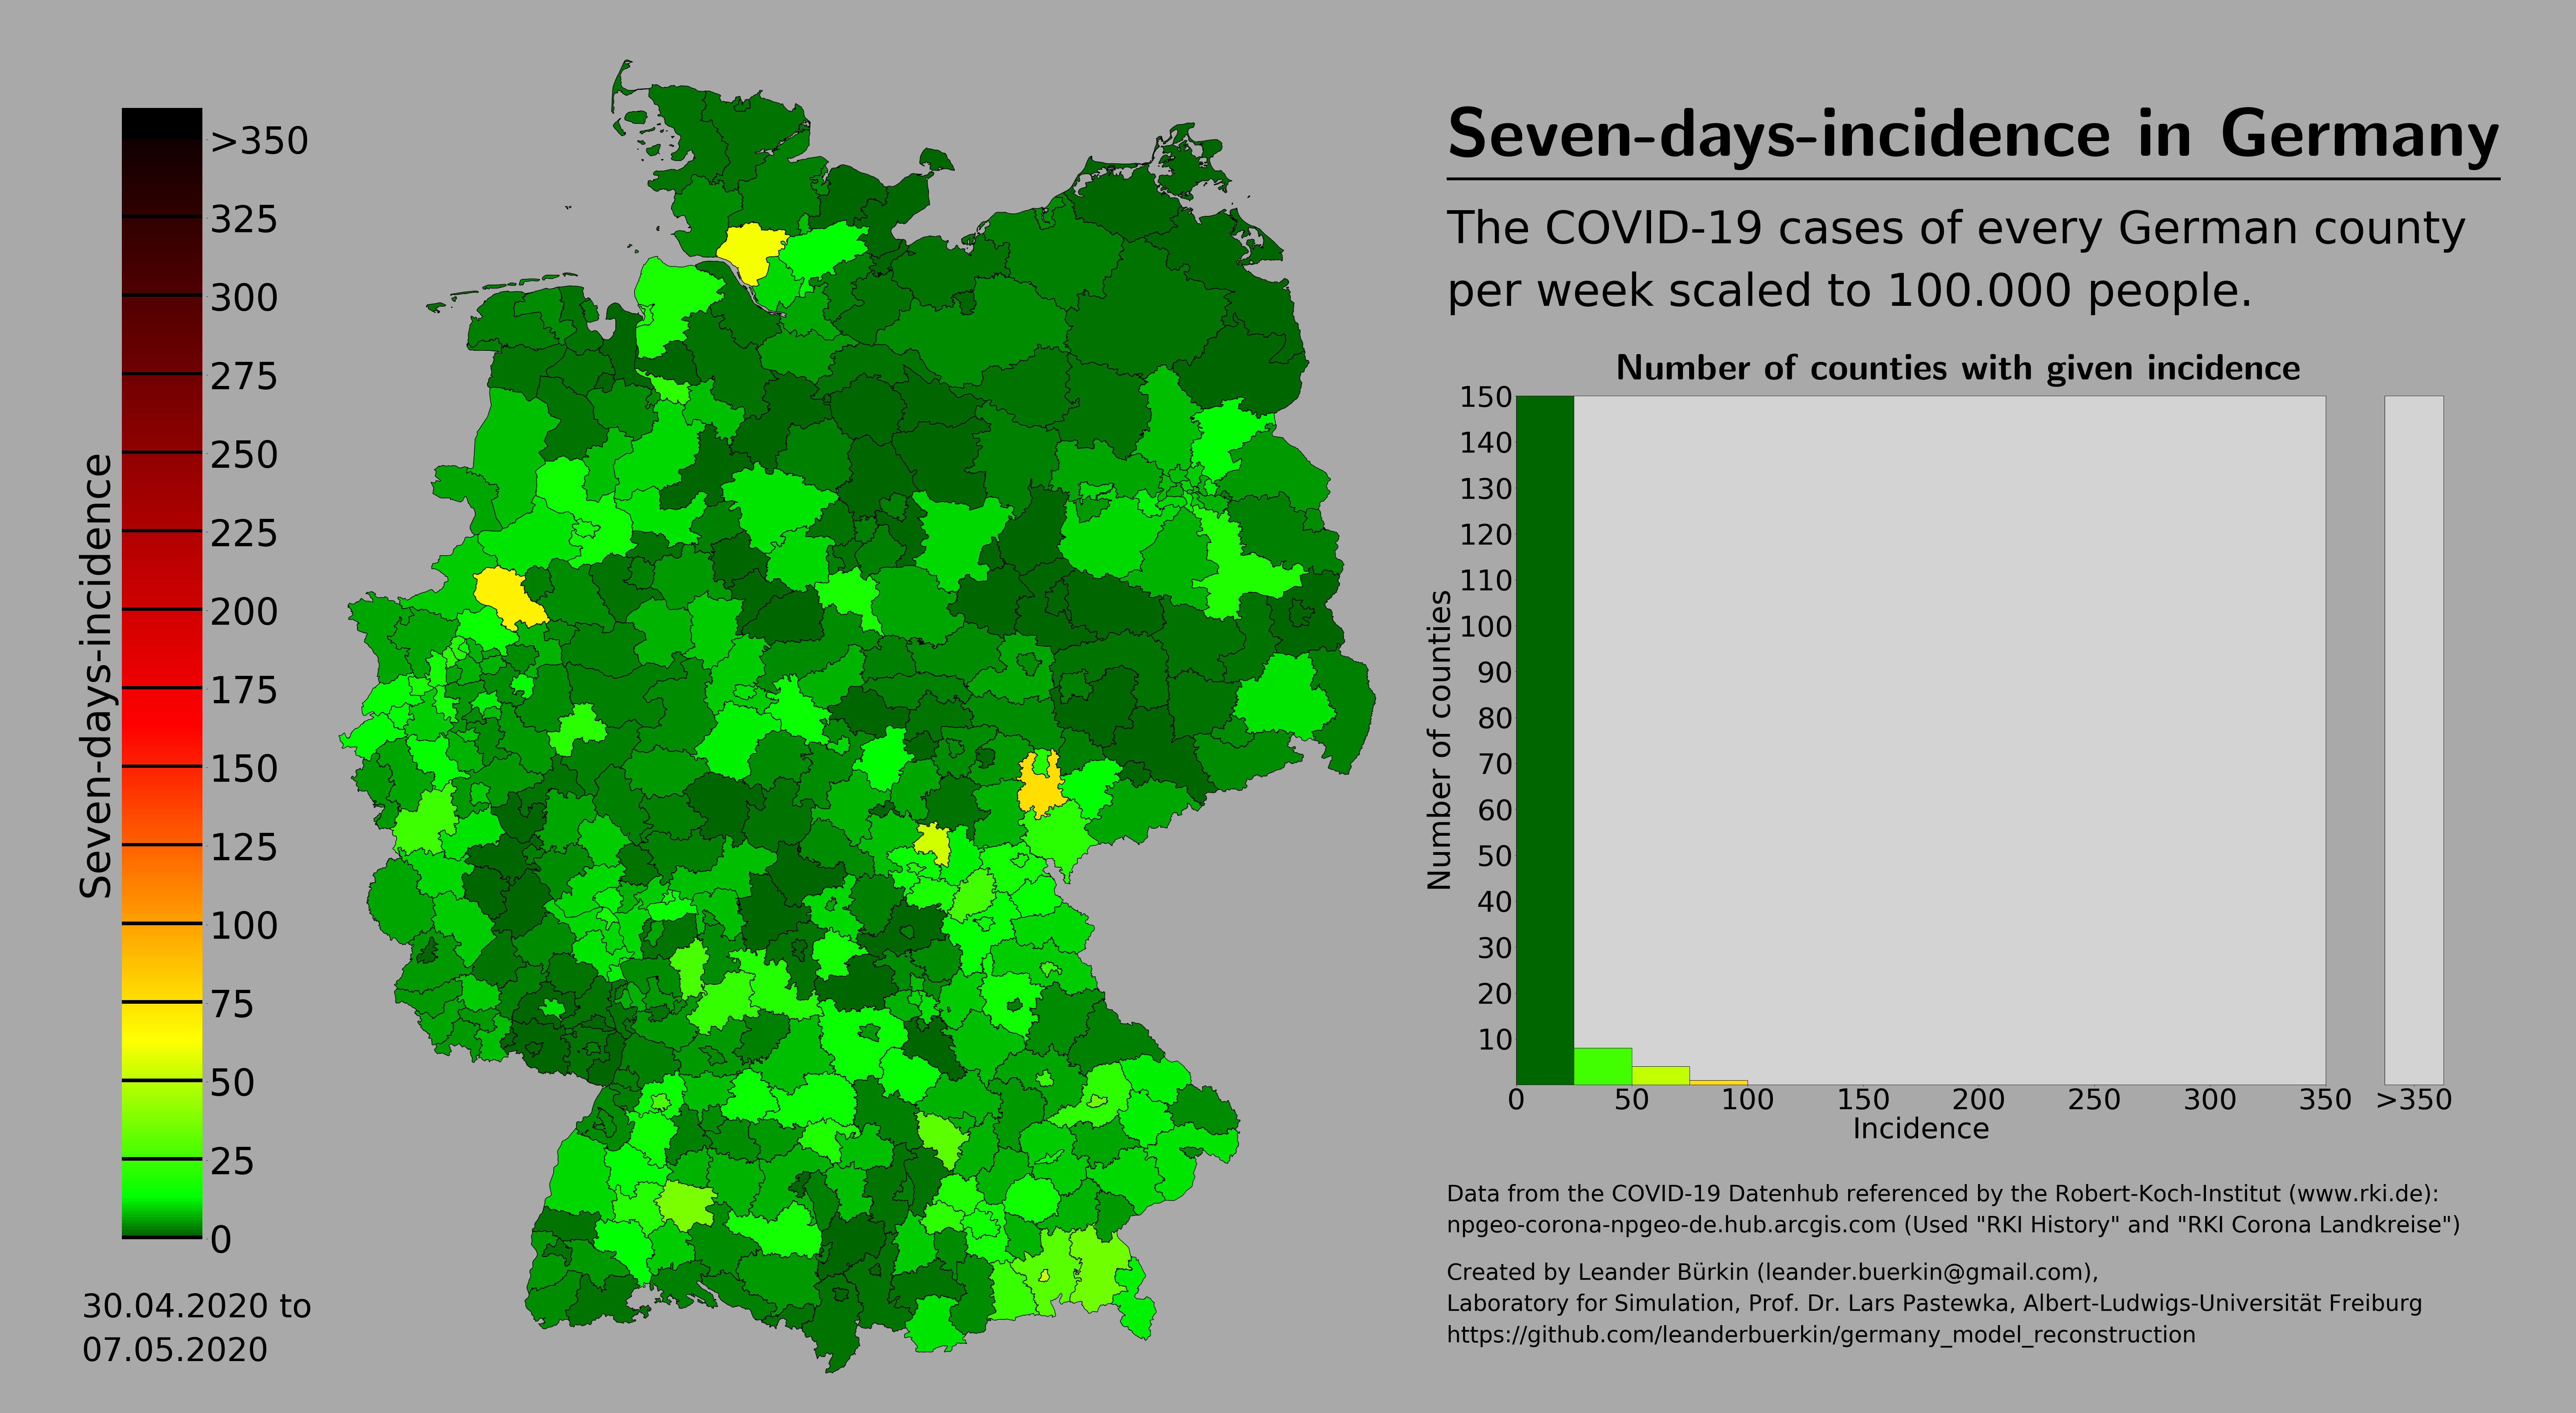 Seven-days-incidence in Germany
The COVID-19 cases of every German county
per week scaled to 100.000 people.
Seven-days-incidence
>350
325
300
275
250
225
200
175
150
125
100
75
50
25
0
30.04.2020 to
07.05.2020
Number of counties with given incidence
Number of counties
150
140
130
120
110
100
90
80
70
60
50
40
30
20
10
0 50 100 150 200 250 300 350 >350
Incidence
Data from the COVID-19 Datenhub referenced by the Robert-Koch-Institut (www.rki.de):
npgeo-corona-npgeo-de.hub.arcgis.com (Used "RKI History" and "RKI Corona Landkreise")
Created by Leander Bürkin (leander.buerkin@gmail.com),
Laboratory for Simulation, Prof. Dr. Lars Pastewka, Albert-Ludwigs-Universität Freiburg
https://github.com/leanderbuerkin/germany_model_reconstruction